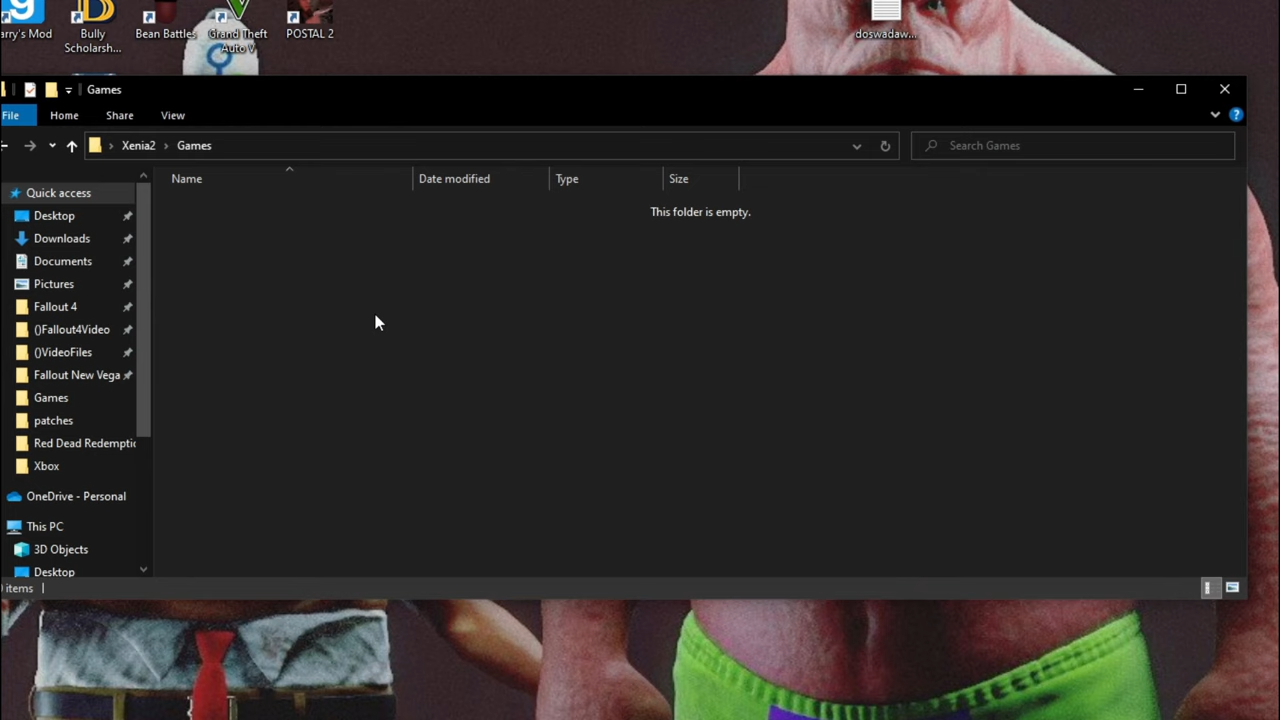 arry's Mod
Bully
Scholarsh...
Bean Battles
Grand Theft
Auto V
POSTAL 2
doswadaw...
Games
File
Home
Share
View
Xenia2
Games
Search Games
Name
Date modified
Type
Size
This folder is empty.
Quick access
Desktop
Downloads
Documents
Pictures
Fallout 4
()Fallout4Video
()VideoFiles
Fallout New Vega
Games
patches
Red Dead Redemptic
Xbox
OneDrive - Personal
This PC
3D Objects
Desktop
items